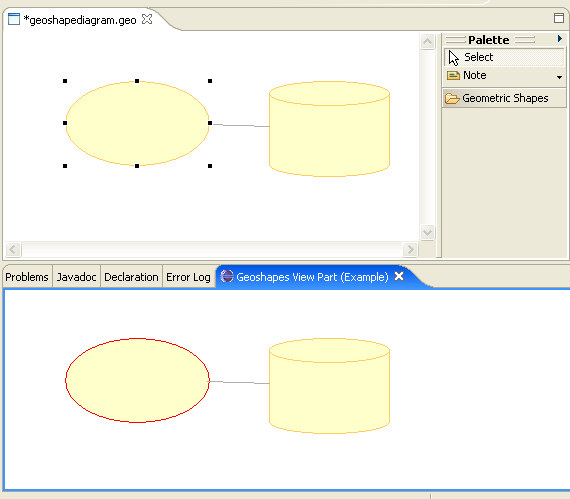 *geoshapediagram.geo
Palette
Select
Note
Geometric Shapes
Problems Javadoc Declaration Error Log Geoshapes View Part (Example)